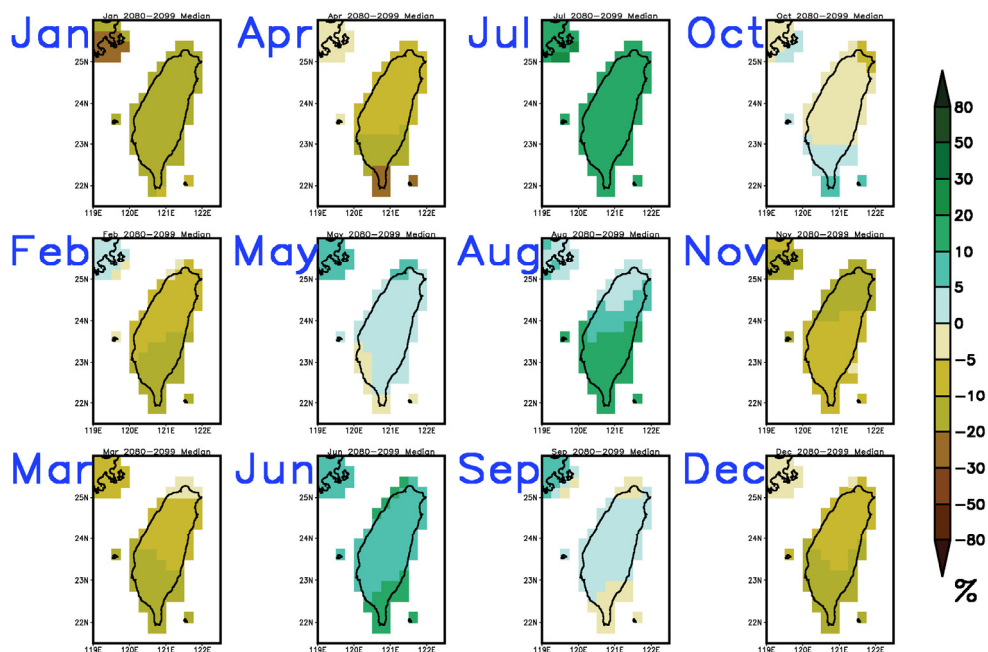 Jan
Jan 2080-2099 Median
25N
24N
23N
22N
119E 120E 121E 122E
Apr
Apr 2080-2099 Median
25N
24N
23N
22N
119E 120E 121E 122E
Jul
Jul 2080-2099 Median
25N
24N
23N
22N
119E 120E 121E 122E
Oct
Oct 2080-2099 Median
25N
24N
23N
22N
119E 120E 121E 122E
Feb
Feb 2080-2099 Median
25N
24N
23N
22N
119E 120E 121E 122E
May
May 2080-2099 Median
25N
24N
23N
22N
119E 120E 121E 122E
Aug
Aug 2080-2099 Median
25N
24N
23N
22N
119E 120E 121E 122E
Nov
Nov 2080-2099 Median
25N
24N
23N
22N
119E 120E 121E 122E
Mar
Mar 2080-2099 Median
25N
24N
23N
22N
119E 120E 121E 122E
Jun
Jun 2080-2099 Median
25N
24N
23N
22N
119E 120E 121E 122E
Sep
Sep 2080-2099 Median
25N
24N
23N
22N
119E 120E 121E 122E
Dec
Dec 2080-2099 Median
25N
24N
23N
22N
119E 120E 121E 122E
80
50
30
20
10
5
0
-5
-10
-20
-30
-50
-80
%